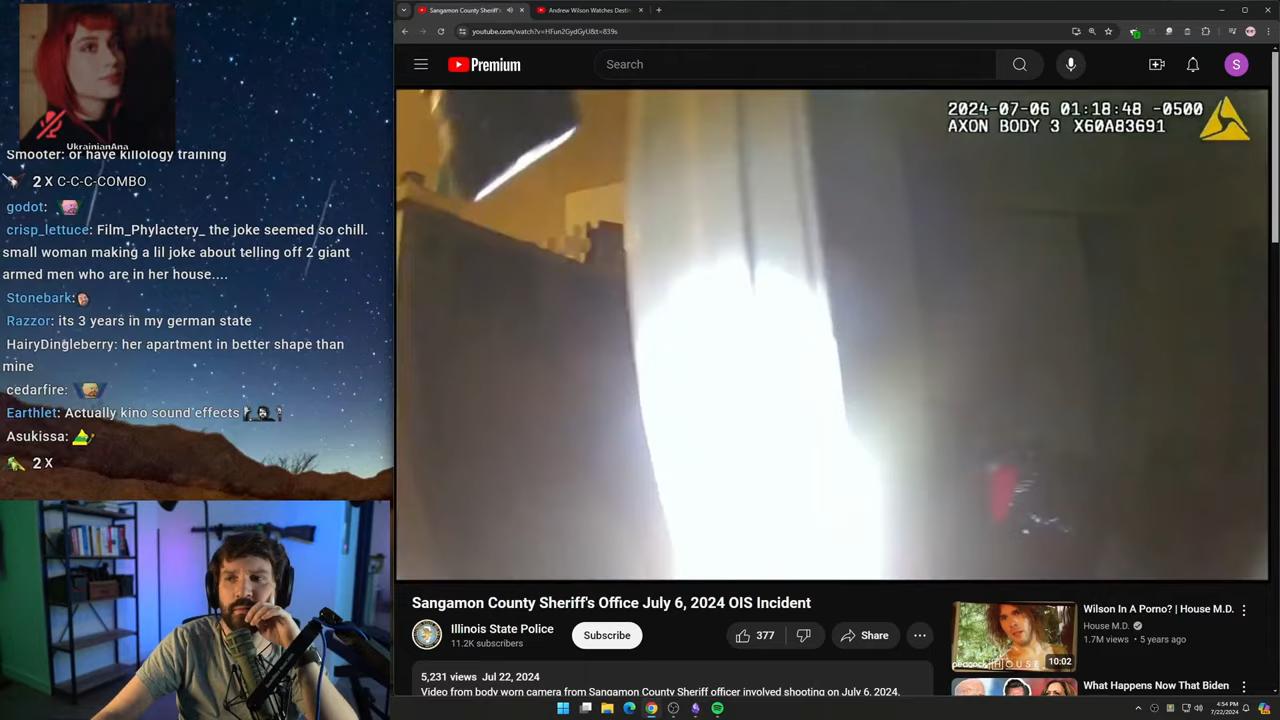 Sangamon County Sheriff's
Andrew Wilson Watches Desti
youtube.com/watch?v=HFun2GydGyU&t=839s
Premium
Search
S
UkrainianAna
Smooter: or have killology training
2 X C-C-C-COMBO
godot:
crisp_lettuce: Film_Phylactery_ the joke seemed so chill.
small woman making a lil joke about telling off 2 giant
armed men who are in her house....
Stonebark:
Razzor: its 3 years in my german state
HairyDingleberry: her apartment in better shape than
mine
cedarfire:
Earthlet: Actually kino sound effects
Asukissa:
2 X
2024-07-06 01:18:48 -0500
AXON BODY 3 X60A83691
Sangamon County Sheriff's Office July 6, 2024 OIS Incident
Illinois State Police
11.2K subscribers
Subscribe
377
Share
5,231 views Jul 22, 2024
Video from body worn camera from Sangamon County Sheriff officer involved shooting on July 6, 2024.
Wilson In A Porno? | House M.D.
House M.D.
1.7M views • 5 years ago
peacock HOUSE
10:02
What Happens Now That Biden
4:54 PM
7/22/2024